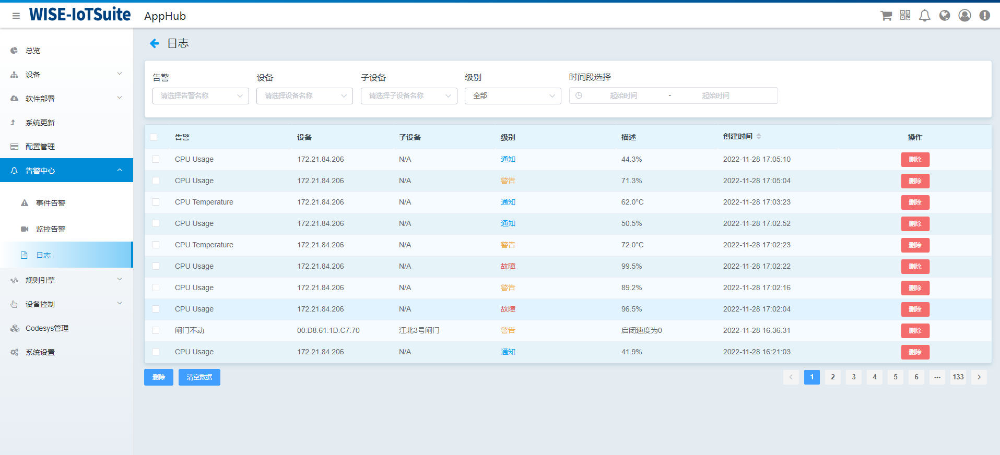 WISE-IoTSuite AppHub
总览
设备
软件部署
系统更新
配置管理
告警中心
事件告警
监控告警
日志
规则引擎
设备控制
Codesys管理
系统设置
日志
告警 设备 子设备 级别 时间段选择
请选择告警名称 请选择设备名称 请选择子设备名称 全部 起始时间 - 起始时间
告警 设备 子设备 级别 描述 创建时间 操作
CPU Usage 172.21.84.206 N/A 通知 44.3% 2022-11-28 17:05:10 删除
CPU Usage 172.21.84.206 N/A 警告 71.3% 2022-11-28 17:05:04 删除
CPU Temperature 172.21.84.206 N/A 通知 62.0°C 2022-11-28 17:03:23 删除
CPU Usage 172.21.84.206 N/A 通知 50.5% 2022-11-28 17:02:52 删除
CPU Temperature 172.21.84.206 N/A 警告 72.0°C 2022-11-28 17:02:23 删除
CPU Usage 172.21.84.206 N/A 故障 99.5% 2022-11-28 17:02:22 删除
CPU Usage 172.21.84.206 N/A 警告 89.2% 2022-11-28 17:02:16 删除
CPU Usage 172.21.84.206 N/A 故障 96.5% 2022-11-28 17:02:04 删除
闸门不动 00:D8:61:1D:C7:70 江北3号闸门 警告 启闭速度为0 2022-11-28 16:36:31 删除
CPU Usage 172.21.84.206 N/A 通知 41.9% 2022-11-28 16:21:03 删除
删除 清空数据 1 2 3 4 5 6 ··· 133